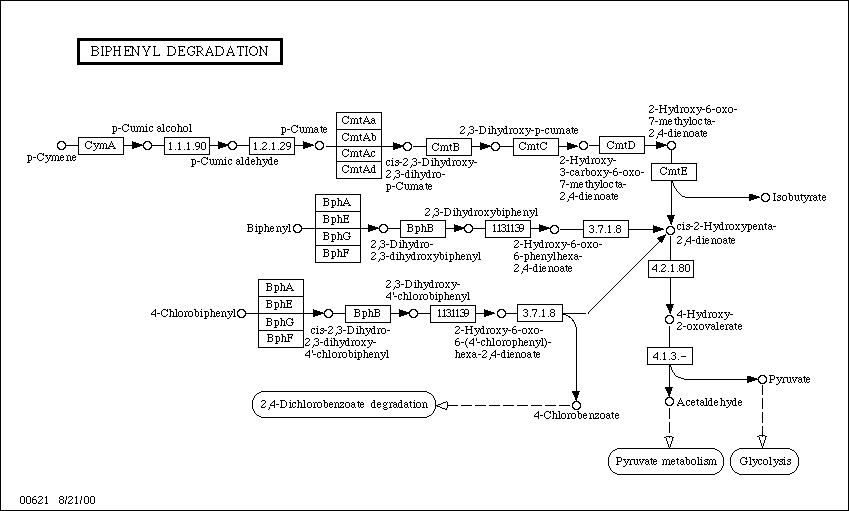 BIPHENYL DEGRADATION
p-Cymene
CymA
p-Cumic alcohol
1.1.1.90
p-Cumic aldehyde
1.2.1.29
p-Cumate
CmtAa
CmtAb
CmtAc
CmtAd
cis-2,3-Dihydroxy-
2,3-dihydro-
p-Cumate
CmtB
2,3-Dihydroxy-p-cumate
CmtC
2-Hydroxy-
3-carboxy-6-oxo-
7-methylocta-
2,4-dienoate
CmtD
2-Hydroxy-6-oxo-
7-methylocta-
2,4-dienoate
CmtE
Isobutyrate
Biphenyl
BphA
BphE
BphG
BphF
2,3-Dihydro-
2,3-dihydroxybiphenyl
BphB
2,3-Dihydroxybiphenyl
1131139
2-Hydroxy-6-oxo-
6-phenylhexa-
2,4-dienoate
3.7.1.8
cis-2-Hydroxypenta-
2,4-dienoate
4.2.1.80
4-Chlorobiphenyl
BphA
BphE
BphG
BphF
cis-2,3-Dihydro-
2,3-dihydroxy-
4'-chlorobiphenyl
BphB
2,3-Dihydroxy-
4'-chlorobiphenyl
1131139
2-Hydroxy-6-oxo-
6-(4'-chlorophenyl)-
hexa-2,4-dienoate
3.7.1.8
4-Hydroxy-
2-oxovalerate
4.1.3.-
Pyruvate
Acetaldehyde
4-Chlorobenzoate
2,4-Dichlorobenzoate degradation
Pyruvate metabolism
Glycolysis
00621 8/21/00